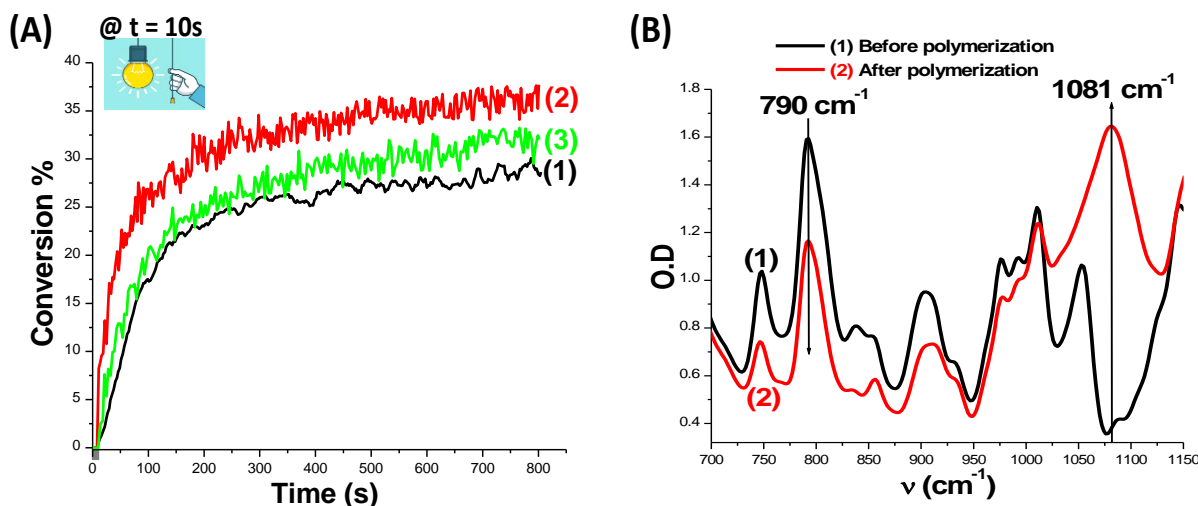 (A)
@ t = 10s
40
35
30
25
20
15
10
5
0
Conversion %
(2)
(3)
(1)
0 100 200 300 400 500 600 700 800
Time (s)
(B)
(1) Before polymerization
(2) After polymerization
790 cm⁻¹
1081 cm⁻¹
1.8
1.6
1.4
1.2
1.0
0.8
0.6
0.4
O.D
(1)
(2)
700 750 800 850 900 950 1000 1050 1100 1150
ν (cm⁻¹)